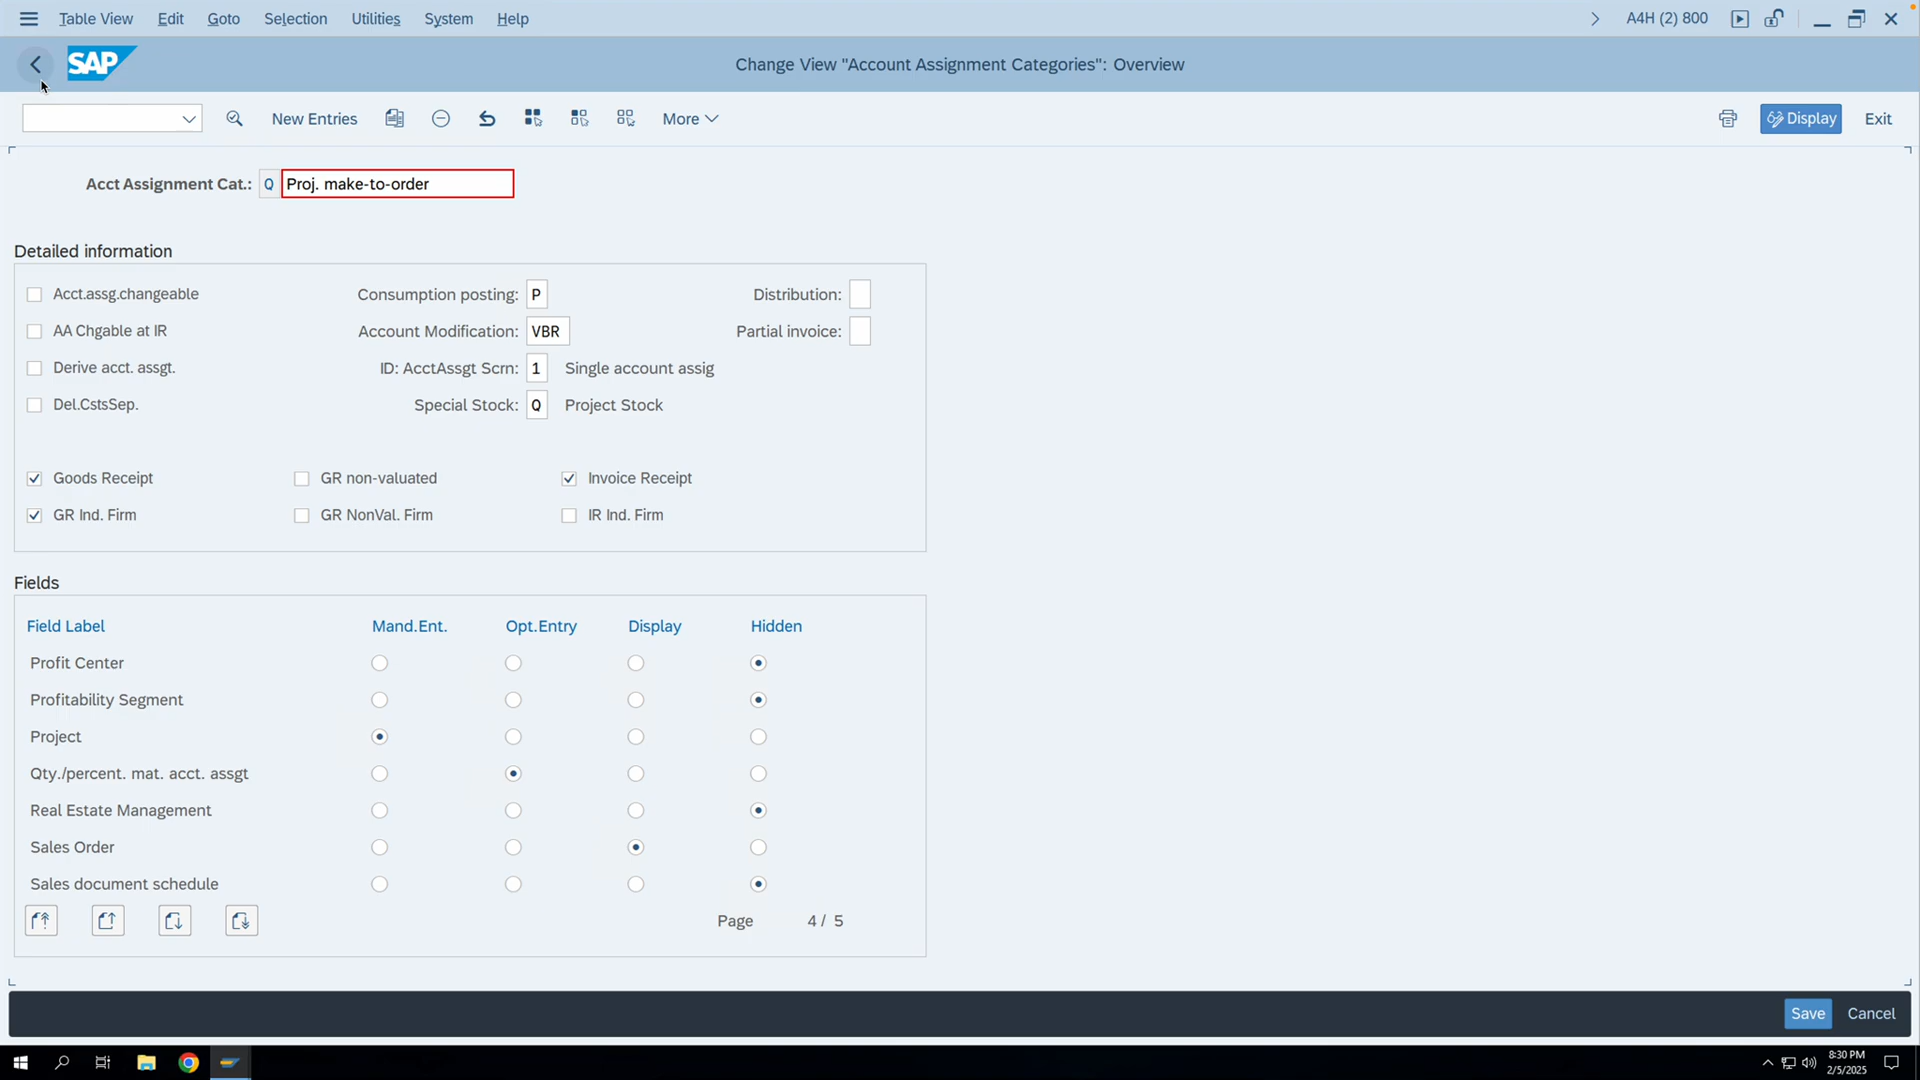 Table View Edit Goto Selection Utilities System Help A4H (2) 800
SAP Change View "Account Assignment Categories": Overview
New Entries More Display Exit
Acct Assignment Cat.: Q Proj. make-to-order
Detailed information
Acct.assg.changeable Consumption posting: P Distribution:
AA Chgable at IR Account Modification: VBR Partial invoice:
Derive acct. assgt. ID: AcctAssgt Scrn: 1 Single account assig
Del.CstsSep. Special Stock: Q Project Stock
Goods Receipt GR non-valuated Invoice Receipt
GR Ind. Firm GR NonVal. Firm IR Ind. Firm
Fields
Field Label Mand.Ent. Opt.Entry Display Hidden
Profit Center
Profitability Segment
Project
Qty./percent. mat. acct. assgt
Real Estate Management
Sales Order
Sales document schedule
Page 4 / 5
Save Cancel
8:30 PM
2/5/2025